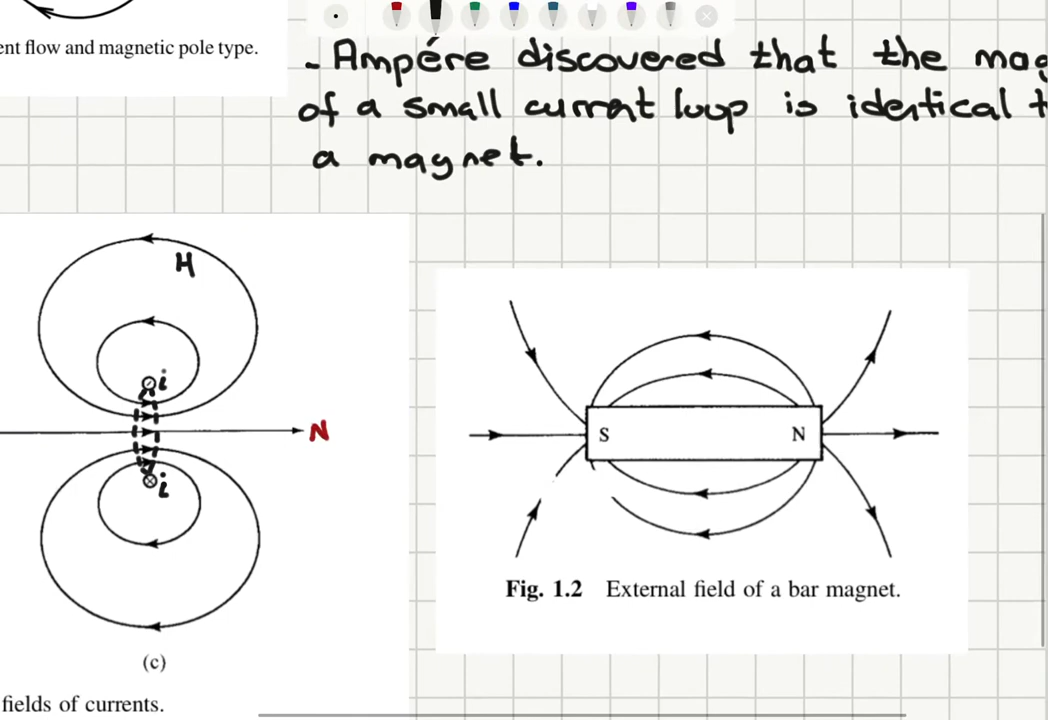 ent flow and magnetic pole type.
- Ampére discovered that the mag
of a small current loop is identical t
a magnet.
H
i
N
i
S N
Fig. 1.2 External field of a bar magnet.
(c)
fields of currents.